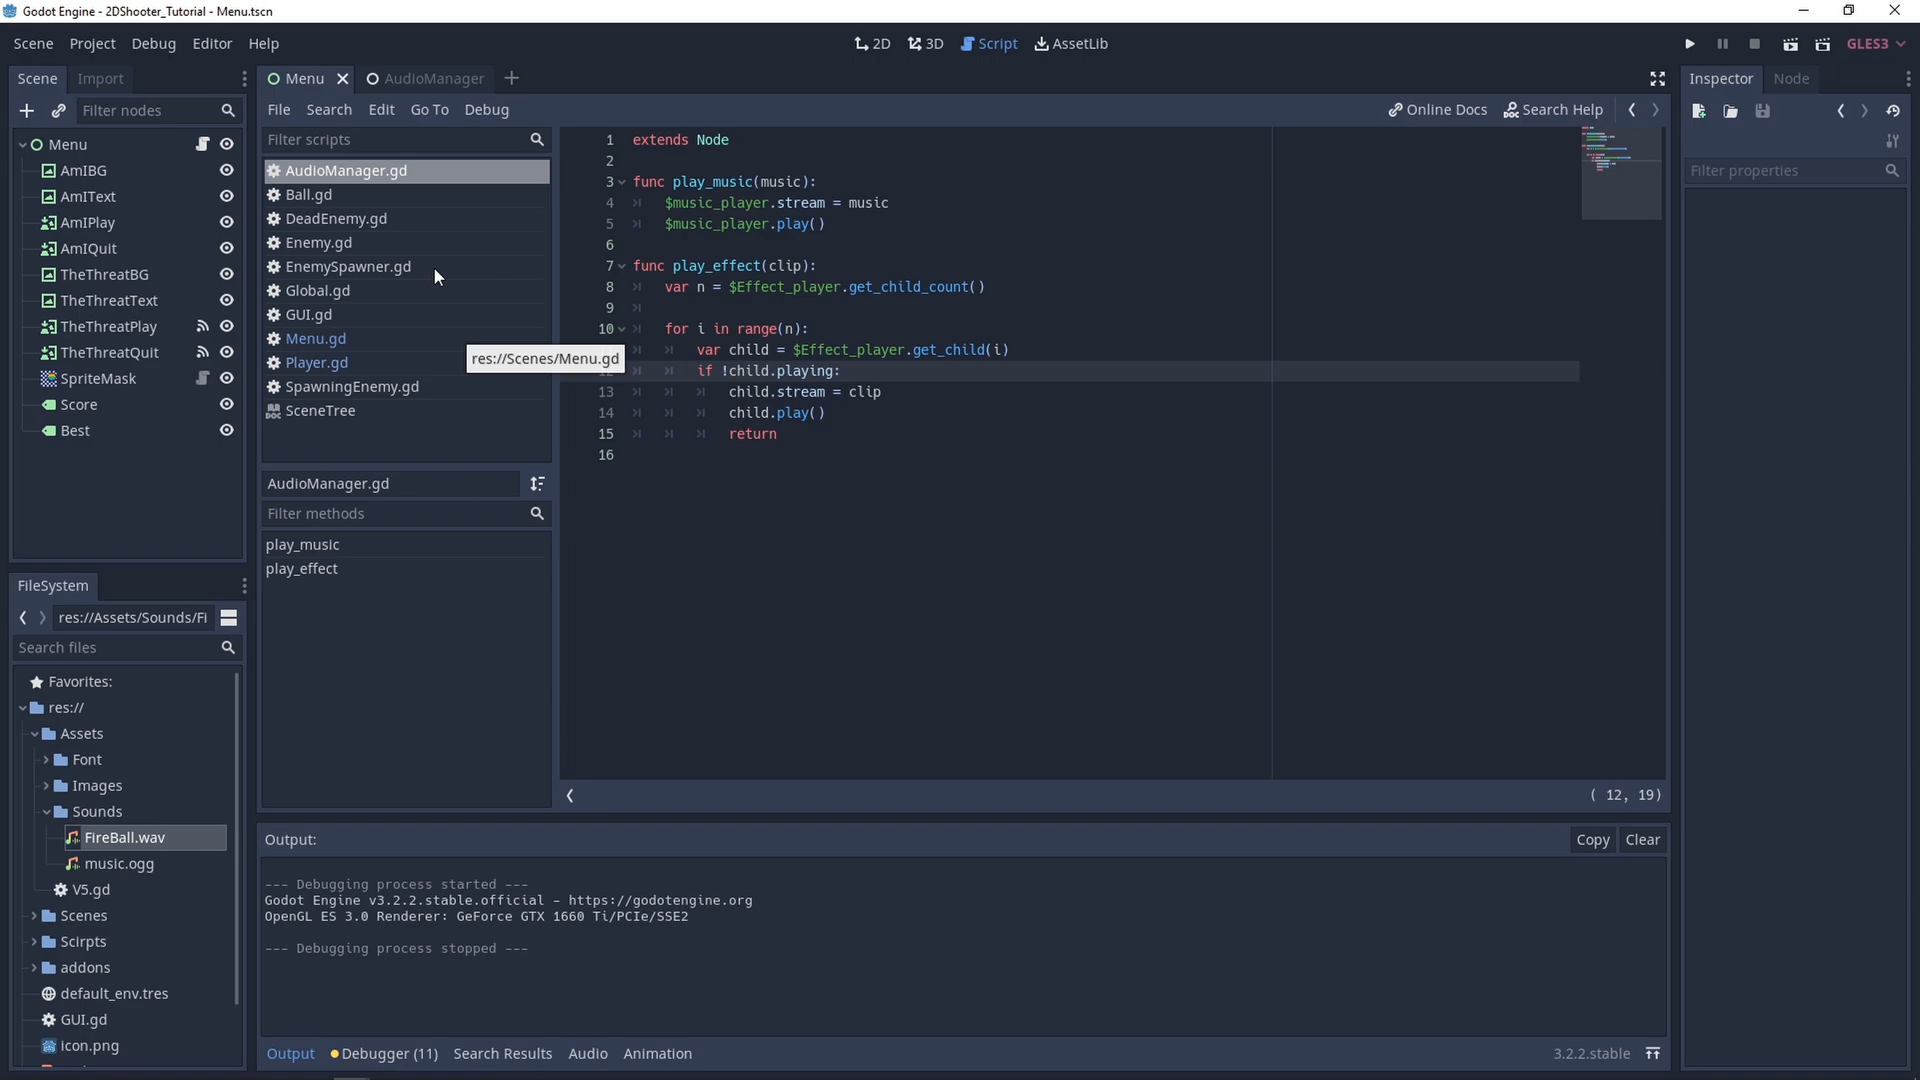 Godot Engine - 2DShooter_Tutorial - Menu.tscn
Scene Project Debug Editor Help
2D 3D Script AssetLib
GLES3
Scene Import
Filter nodes
Menu
AmIBG
AmIText
AmIPlay
AmIQuit
TheThreatBG
TheThreatText
TheThreatPlay
TheThreatQuit
SpriteMask
Score
Best
FileSystem
res://Assets/Sounds/Fi
Search files
Favorites:
res://
Assets
Font
Images
Sounds
FireBall.wav
music.ogg
V5.gd
Scenes
Scirpts
addons
default_env.tres
GUI.gd
icon.png
Menu AudioManager
File Search Edit Go To Debug
Online Docs Search Help
Filter scripts
AudioManager.gd
Ball.gd
DeadEnemy.gd
Enemy.gd
EnemySpawner.gd
Global.gd
GUI.gd
Menu.gd
Player.gd
SpawningEnemy.gd
SceneTree
res://Scenes/Menu.gd
AudioManager.gd
Filter methods
play_music
play_effect
1 extends Node
2
3 func play_music(music):
4 $music_player.stream = music
5 $music_player.play()
6
7 func play_effect(clip):
8 var n = $Effect_player.get_child_count()
9
10 for i in range(n):
var child = $Effect_player.get_child(i)
12 if !child.playing:
13 child.stream = clip
14 child.play()
15 return
16
( 12, 19)
Output:
Copy Clear
--- Debugging process started ---
Godot Engine v3.2.2.stable.official - https://godotengine.org
OpenGL ES 3.0 Renderer: GeForce GTX 1660 Ti/PCIe/SSE2
--- Debugging process stopped ---
Output Debugger (11) Search Results Audio Animation
3.2.2.stable
Inspector Node
Filter properties